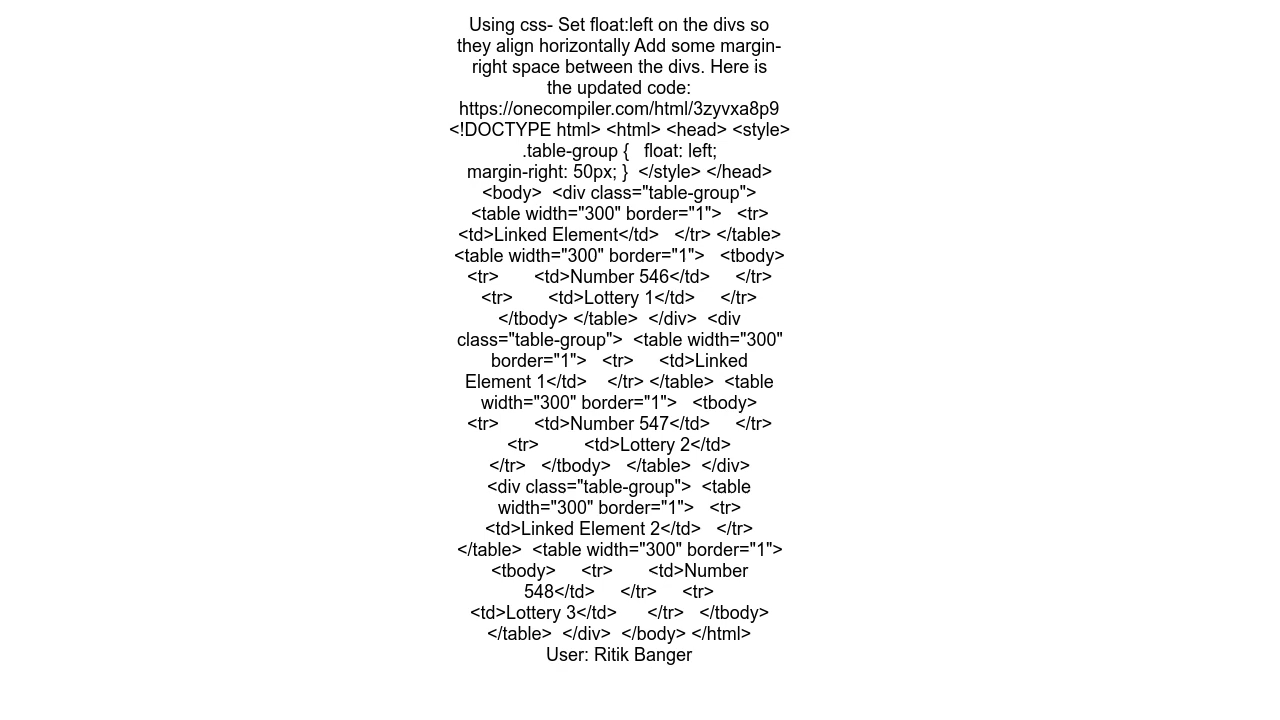 Using css- Set float:left on the divs so
they align horizontally Add some margin-
right space between the divs. Here is
the updated code:
https://onecompiler.com/html/3zyvxa8p9
<!DOCTYPE html> <html> <head> <style>
.table-group {   float: left;
margin-right: 50px; }  </style> </head>
<body>  <div class="table-group">
<table width="300" border="1">   <tr>
<td>Linked Element</td>   </tr> </table>
<table width="300" border="1">   <tbody>
<tr>       <td>Number 546</td>     </tr>
<tr>       <td>Lottery 1</td>     </tr>
</tbody> </table>  </div>  <div
class="table-group">  <table width="300"
border="1">   <tr>     <td>Linked
Element 1</td>    </tr> </table>  <table
width="300" border="1">   <tbody>
<tr>       <td>Number 547</td>     </tr>
<tr>         <td>Lottery 2</td>
</tr>   </tbody>   </table>  </div>
<div class="table-group">  <table
width="300" border="1">   <tr>
<td>Linked Element 2</td>   </tr>
</table>  <table width="300" border="1">
<tbody>     <tr>       <td>Number
548</td>     </tr>     <tr>
<td>Lottery 3</td>      </tr>   </tbody>
</table>  </div>  </body> </html>
User: Ritik Banger